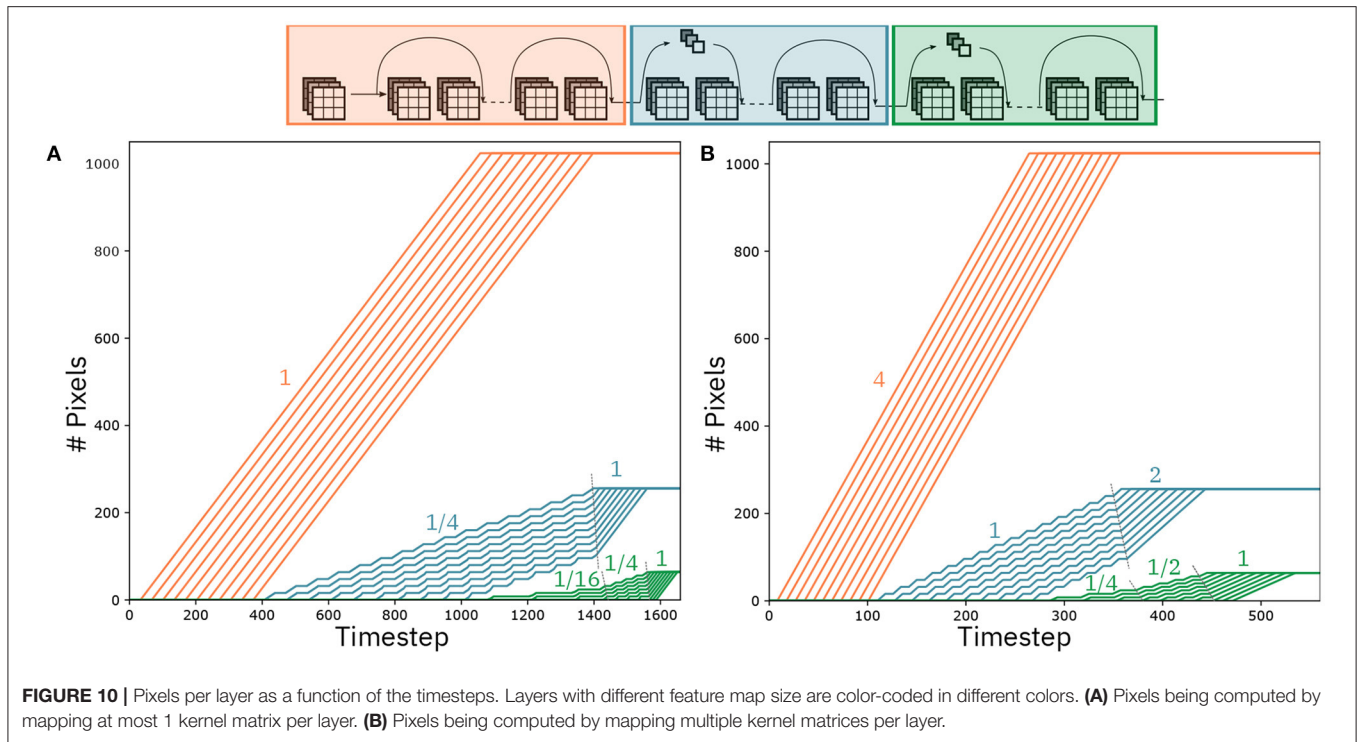 A
1000
800
600
400
200
0
# Pixels
1
1/4
1
1/16
1/4
1
0 200 400 600 800 1000 1200 1400 1600
Timestep
B
1000
800
600
400
200
0
# Pixels
4
1
2
1/4
1/2
1
0 100 200 300 400 500
Timestep
FIGURE 10 | Pixels per layer as a function of the timesteps. Layers with different feature map size are color-coded in different colors. (A) Pixels being computed by
mapping at most 1 kernel matrix per layer. (B) Pixels being computed by mapping multiple kernel matrices per layer.